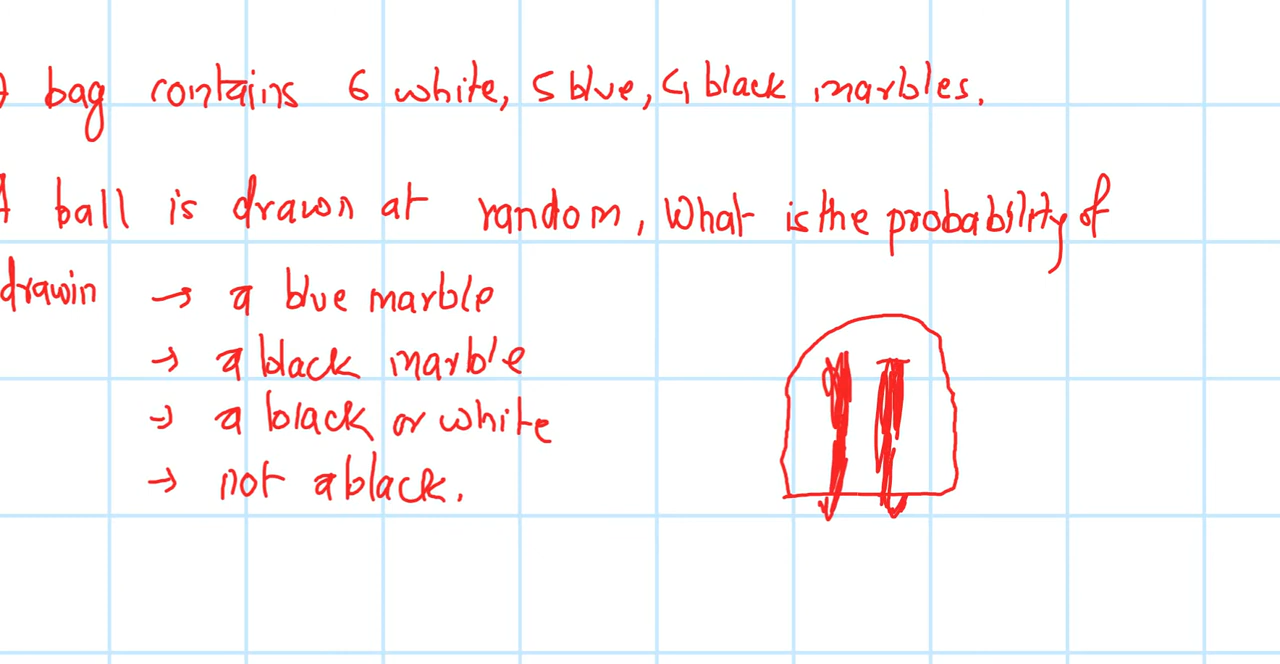 bag contains 6 white, 5 blue, 4 black marbles.
A ball is drawn at random, What is the probability of
drawin → a blue marble
→ a black marble
→ a black or white
→ not a black.